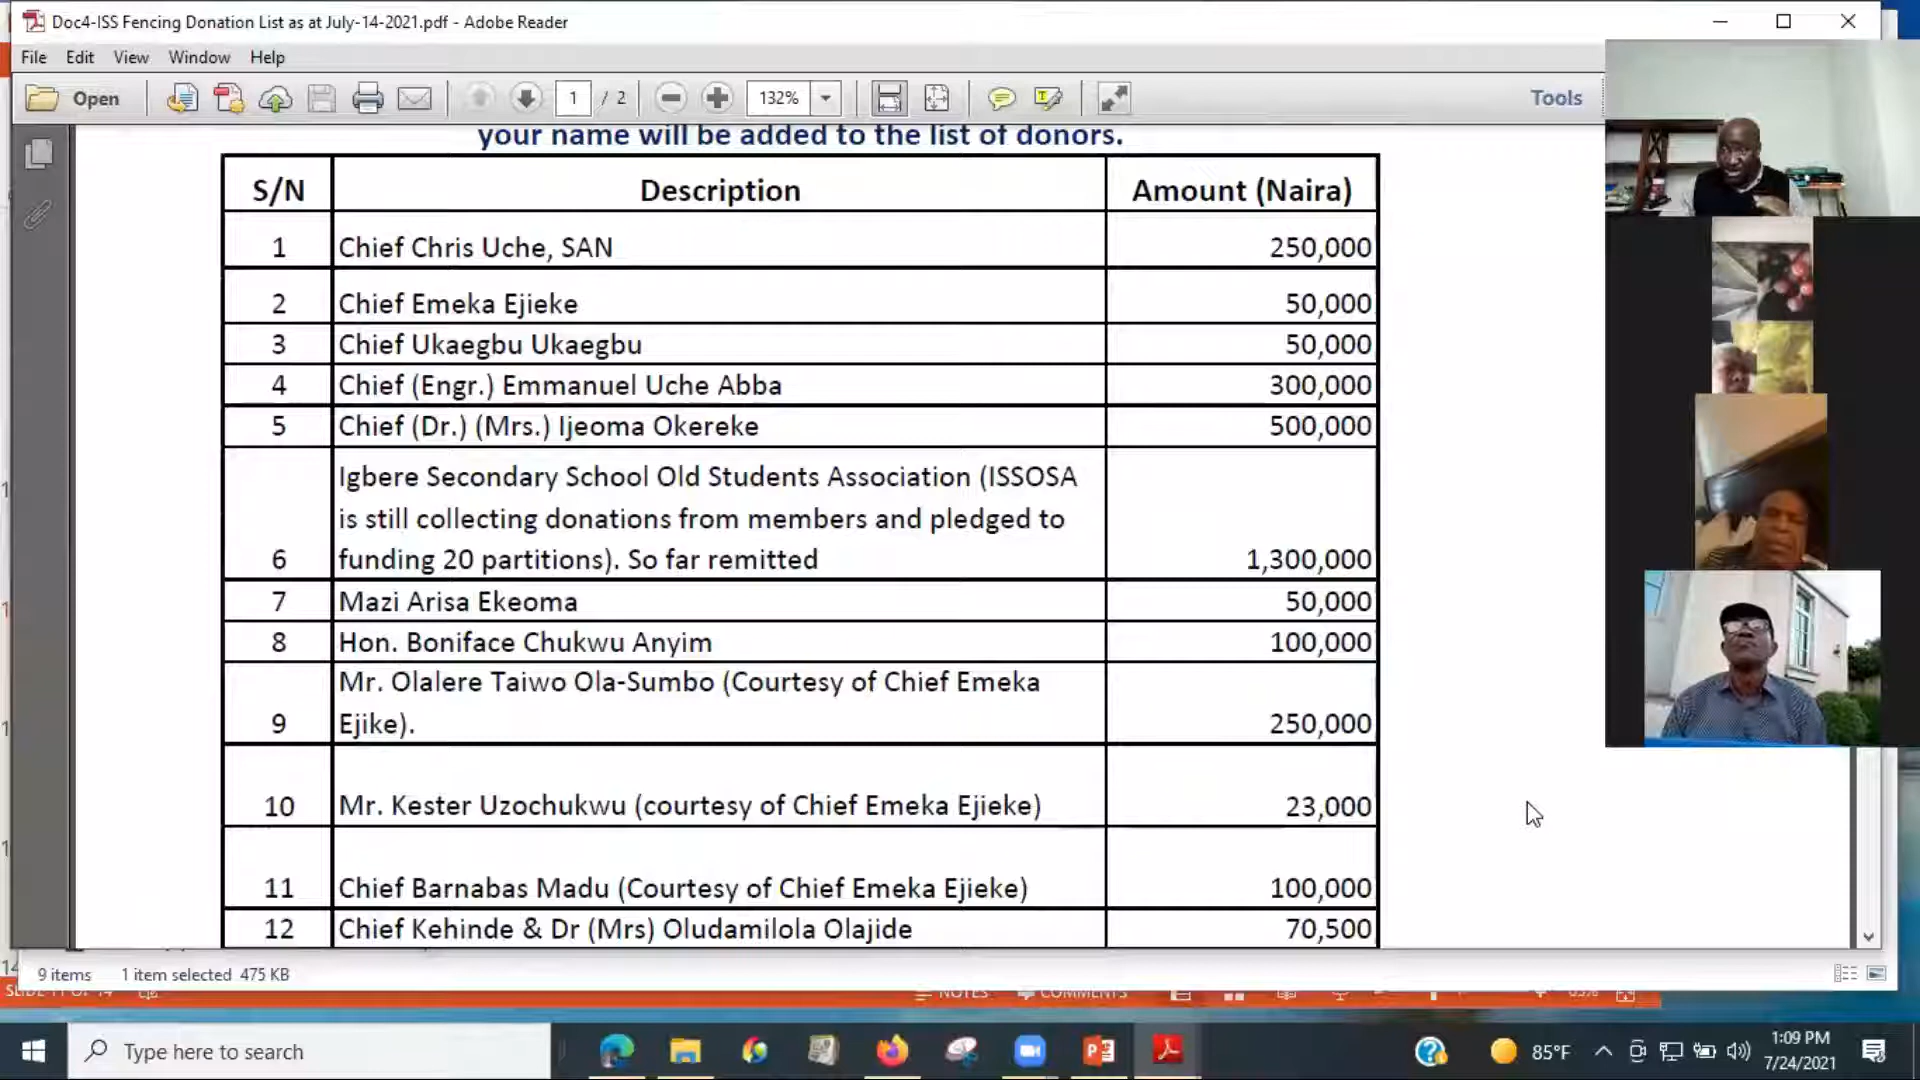 Doc4-ISS Fencing Donation List as at July-14-2021.pdf - Adobe Reader
File Edit View Window Help
Open 1 / 2 132% Tools
your name will be added to the list of donors.
S/N Description Amount (Naira)
1 Chief Chris Uche, SAN 250,000
2 Chief Emeka Ejieke 50,000
3 Chief Ukaegbu Ukaegbu 50,000
4 Chief (Engr.) Emmanuel Uche Abba 300,000
5 Chief (Dr.) (Mrs.) Ijeoma Okereke 500,000
Igbere Secondary School Old Students Association (ISSOSA
is still collecting donations from members and pledged to
6 funding 20 partitions). So far remitted 1,300,000
7 Mazi Arisa Ekeoma 50,000
8 Hon. Boniface Chukwu Anyim 100,000
Mr. Olalere Taiwo Ola-Sumbo (Courtesy of Chief Emeka
9 Ejike). 250,000
10 Mr. Kester Uzochukwu (courtesy of Chief Emeka Ejieke) 23,000
11 Chief Barnabas Madu (Courtesy of Chief Emeka Ejieke) 100,000
12 Chief Kehinde & Dr (Mrs) Oludamilola Olajide 70,500
9 items 1 item selected 475 KB
NOTES COMMENTS
Type here to search 85°F 1:09 PM
7/24/2021